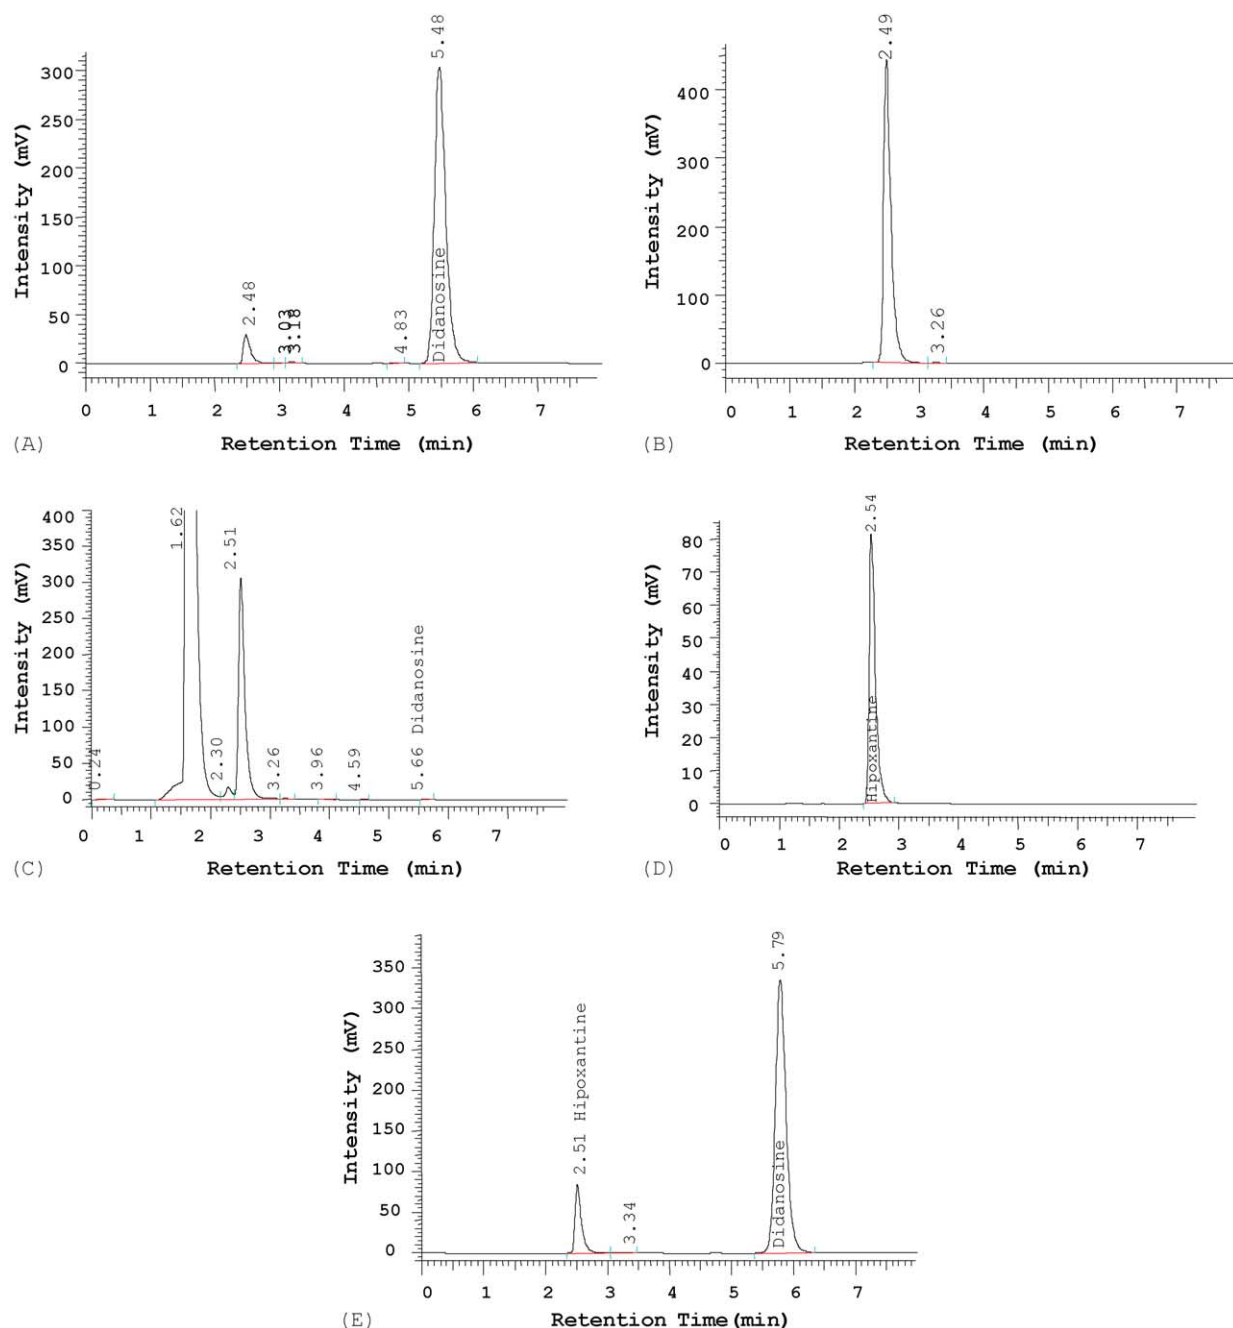 5.48
300
250
200
150
100
50
0
Intensity (mV)
2.48
3.03
3.18
4.83
Didanosine
0 1 2 3 4 5 6 7
(A) Retention Time (min)
2.49
400
300
200
100
0
Intensity (mV)
3.26
0 1 2 3 4 5 6 7
(B) Retention Time (min)
400
350
300
250
200
150
100
50
0
Intensity (mV)
0.24
1.62
2.30
2.51
3.26
3.96
4.59
5.66 Didanosine
0 1 2 3 4 5 6 7
(C) Retention Time (min)
2.54
80
70
60
50
40
30
20
10
0
Intensity (mV)
Hipoxantine
0 1 2 3 4 5 6 7
(D) Retention Time (min)
350
300
250
200
150
100
50
0
Intensity (mV)
2.51 Hipoxantine
3.34
5.79
Didanosine
0 1 2 3 4 5 6 7
(E) Retention Time(min)